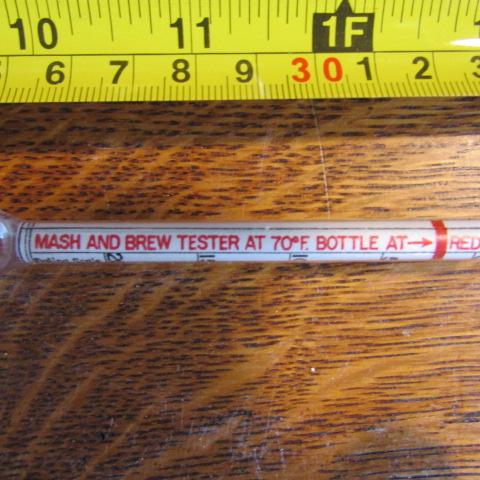 10 11 1F
6 7 8 9 30 1 2 3
MASH AND BREW TESTER AT 70°F. BOTTLE AT→ RED